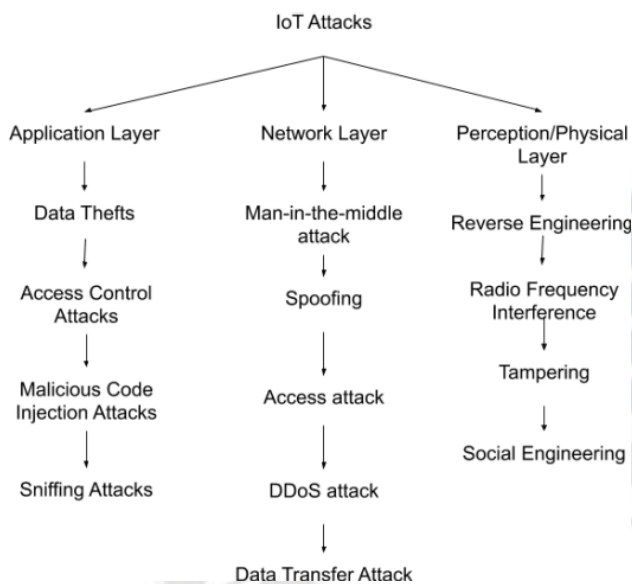 IoT Attacks
Application Layer
Network Layer
Perception/Physical
Layer
Data Thefts
Man-in-the-middle
attack
Reverse Engineering
Access Control
Attacks
Spoofing
Radio Frequency
Interference
Malicious Code
Injection Attacks
Access attack
Tampering
Sniffing Attacks
DDoS attack
Social Engineering
Data Transfer Attack